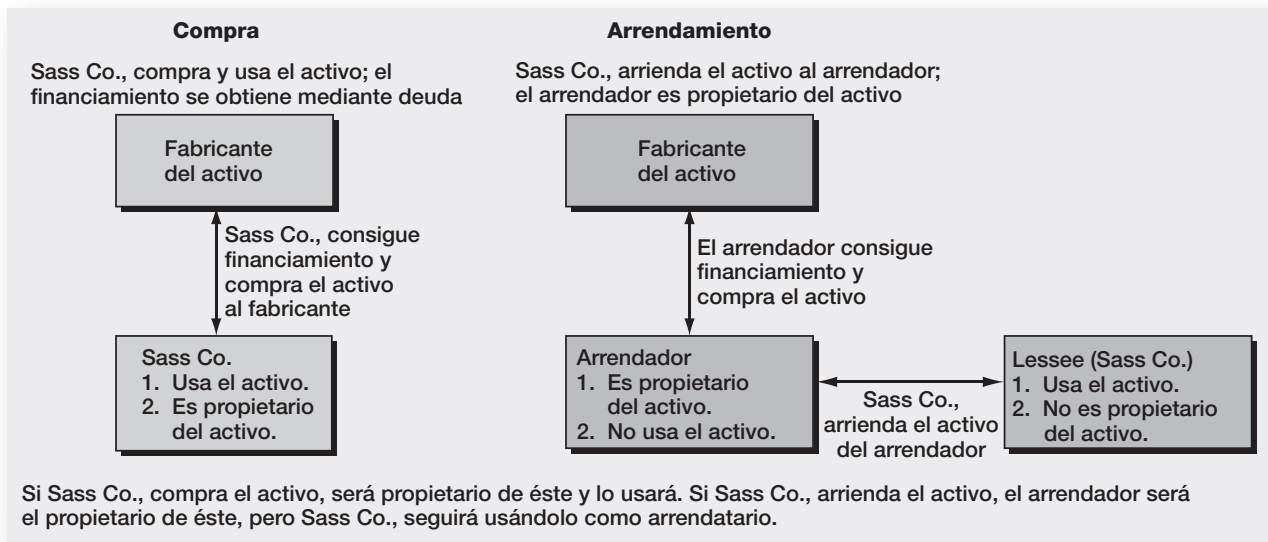 Compra
Sass Co., compra y usa el activo; el
financiamiento se obtiene mediante deuda
Fabricante
del activo
Sass Co., consigue
financiamiento y
compra el activo
al fabricante
Sass Co.
1. Usa el activo.
2. Es propietario
del activo.
Arrendamiento
Sass Co., arrienda el activo al arrendador;
el arrendador es propietario del activo
Fabricante
del activo
El arrendador consigue
financiamiento y
compra el activo
Arrendador
1. Es propietario
del activo.
2. No usa el activo.
Sass Co.,
arrienda el activo
del arrendador
Lessee (Sass Co.)
1. Usa el activo.
2. No es propietario
del activo.
Si Sass Co., compra el activo, será propietario de éste y lo usará. Si Sass Co., arrienda el activo, el arrendador será
el propietario de éste, pero Sass Co., seguirá usándolo como arrendatario.